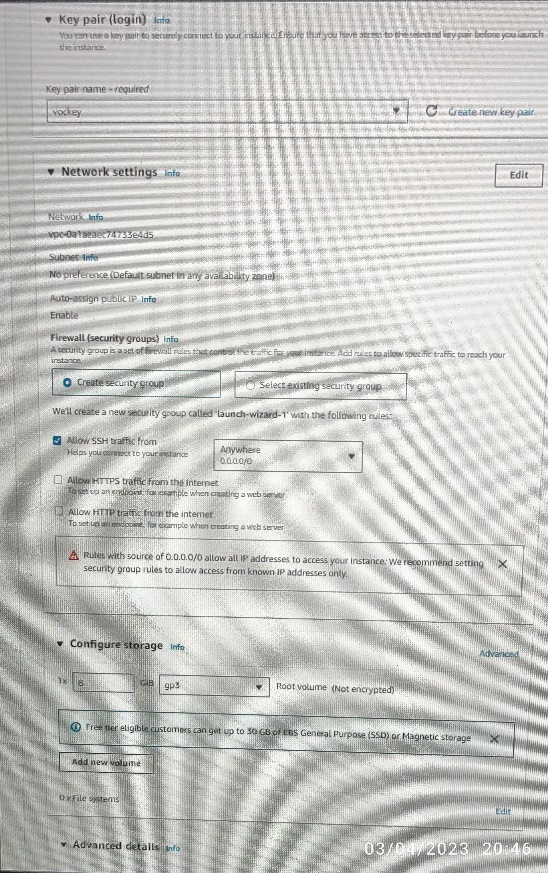 Key pair (login) Info
You can use a key pair to securely connect to your instance. Ensure that you have access to the selected key pair before you launch
the instance.
Key pair name - required
vockey
Create new key pair
Network settings Info
Edit
Network Info
vpc-0a1aeaec74733e4d5
Subnet Info
No preference (Default subnet in any availability zone)
Auto-assign public IP Info
Enable
Firewall (security groups) Info
A security group is a set of firewall rules that control the traffic for your instance. Add rules to allow specific traffic to reach your
instance.
Create security group
Select existing security group
We'll create a new security group called 'launch-wizard-1' with the following rules:
Allow SSH traffic from
Helps you connect to your instance
Anywhere
0.0.0.0/0
Allow HTTPS traffic from the internet
To set up an endpoint, for example when creating a web server
Allow HTTP traffic from the internet
To set up an endpoint, for example when creating a web server
Rules with source of 0.0.0.0/0 allow all IP addresses to access your instance. We recommend setting
security group rules to allow access from known IP addresses only.
Configure storage Info
Advanced
1x 8 GiB gp3 Root volume (Not encrypted)
Free tier eligible customers can get up to 30 GB of EBS General Purpose (SSD) or Magnetic storage
Add new volume
0 x File systems
Edit
Advanced details Info
03/04/2023 20:46